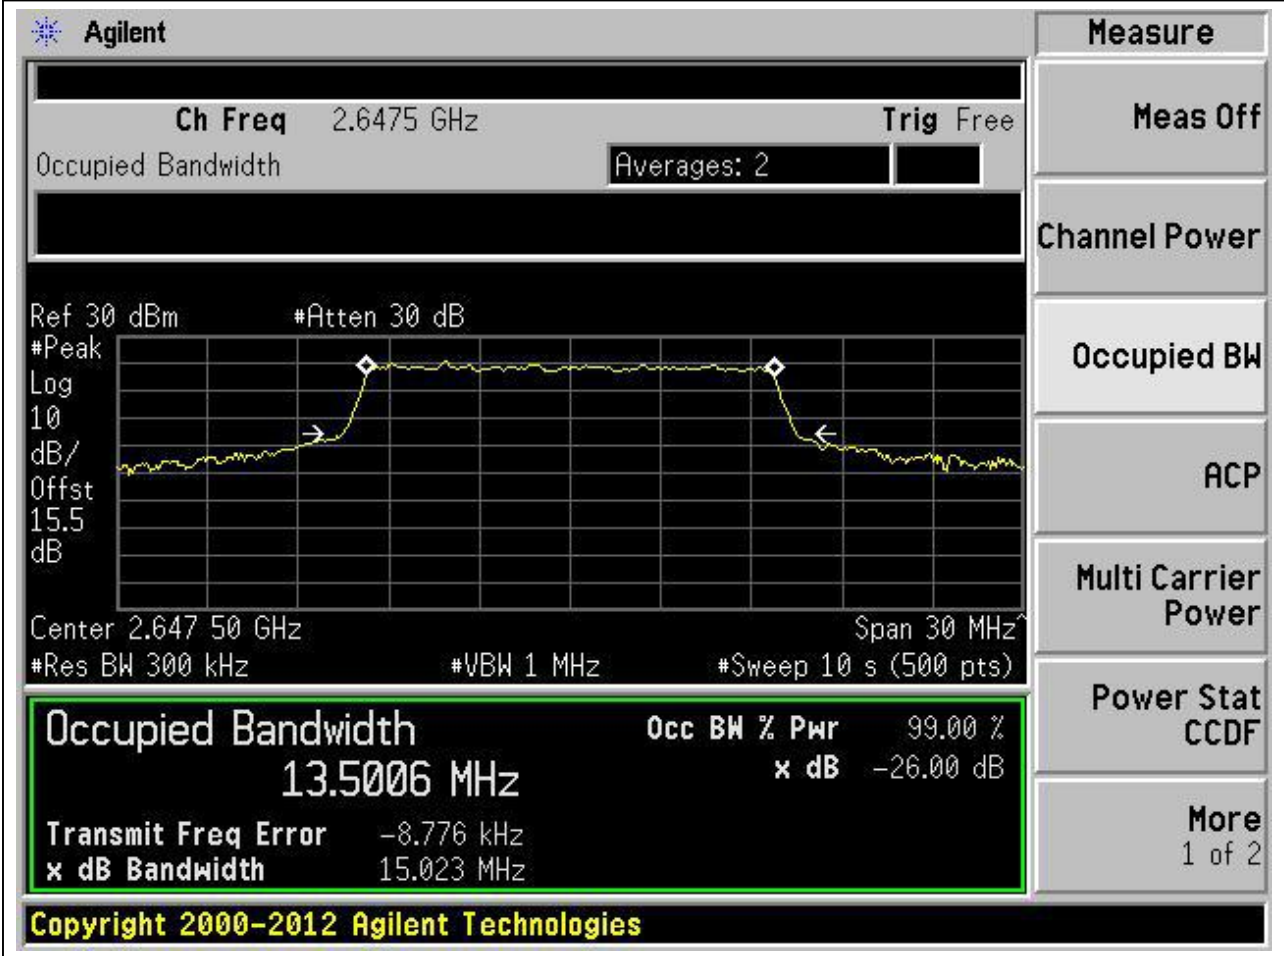 Agilent
Measure
Ch Freq 2.6475 GHz Trig Free
Occupied Bandwidth Averages: 2
Meas Off
Channel Power
Occupied BW
ACP
Multi Carrier
Power
Power Stat
CCDF
More
1 of 2
Ref 30 dBm #Atten 30 dB
#Peak
Log
10
dB/
Offst
15.5
dB
Center 2.647 50 GHz Span 30 MHz^
#Res BW 300 kHz #VBW 1 MHz #Sweep 10 s (500 pts)
Occupied Bandwidth Occ BW % Pwr 99.00 %
13.5006 MHz x dB -26.00 dB
Transmit Freq Error -8.776 kHz
x dB Bandwidth 15.023 MHz
Copyright 2000-2012 Agilent Technologies